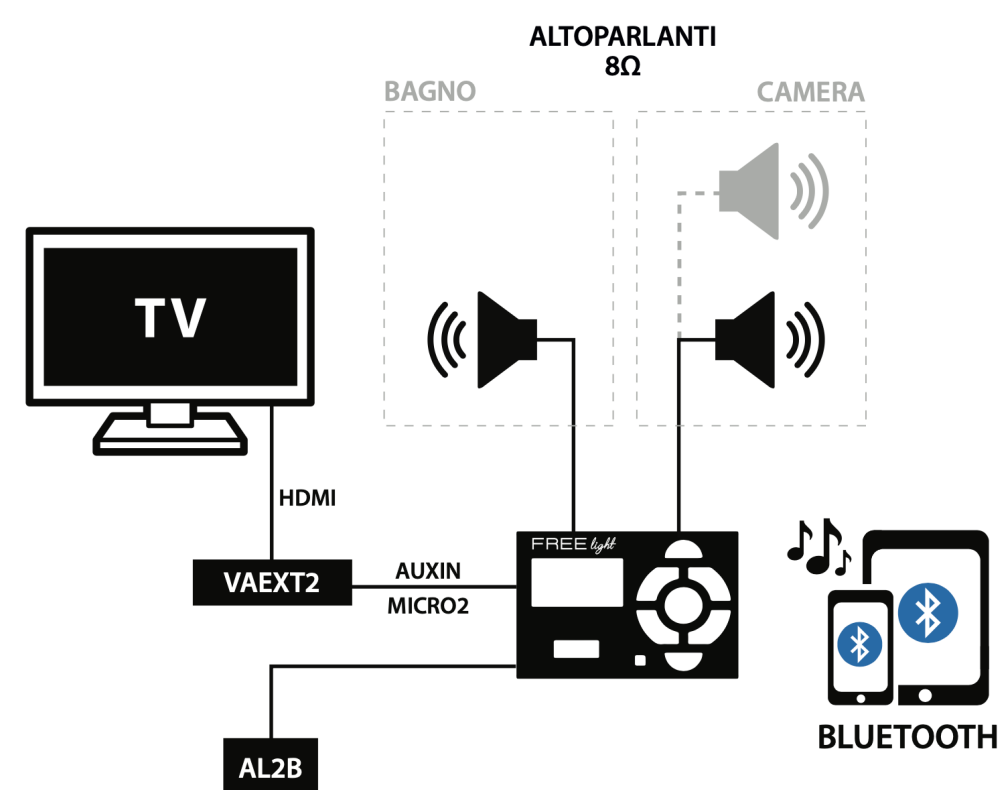 ALTOPARLANTI
8Ω
BAGNO
CAMERA
TV
HDMI
FREE light
VAEXT2
AUXIN
MICRO2
BLUETOOTH
AL2B